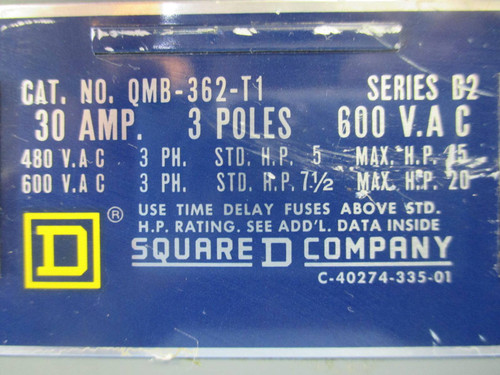 CAT. NO. QMB-362-T1 SERIES B2
30 AMP. 3 POLES 600 V.A C
480 V.A C 3 PH. STD. H.P. 5 MAX. H.P. 15
600 V.A C 3 PH. STD. H.P. 7½ MAX. H.P. 20
USE TIME DELAY FUSES ABOVE STD.
H.P. RATING. SEE ADD'L. DATA INSIDE
D ®
SQUARE D COMPANY
C-40274-335-01